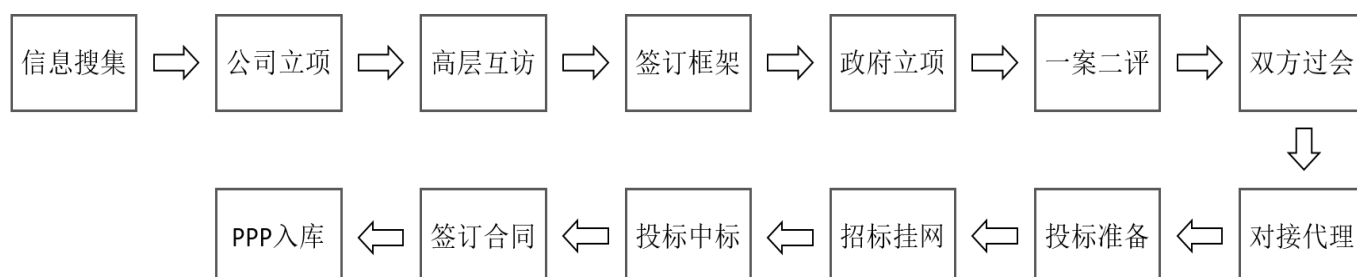 信息搜集
公司立项
高层互访
签订框架
政府立项
一案二评
双方过会
对接代理
投标准备
招标挂网
投标中标
签订合同
PPP入库